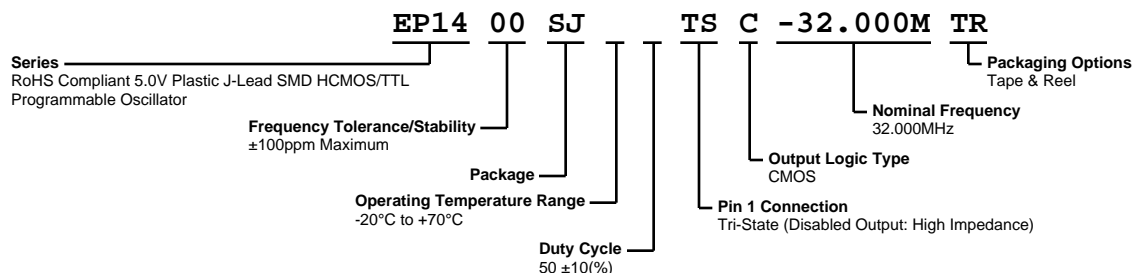 EP14 00 SJ TS C -32.000M TR
Series
RoHS Compliant 5.0V Plastic J-Lead SMD HCMOS/TTL
Programmable Oscillator
Packaging Options
Tape & Reel
Frequency Tolerance/Stability
±100ppm Maximum
Nominal Frequency
32.000MHz
Package
Output Logic Type
CMOS
Operating Temperature Range
-20°C to +70°C
Pin 1 Connection
Tri-State (Disabled Output: High Impedance)
Duty Cycle
50 ±10(%)